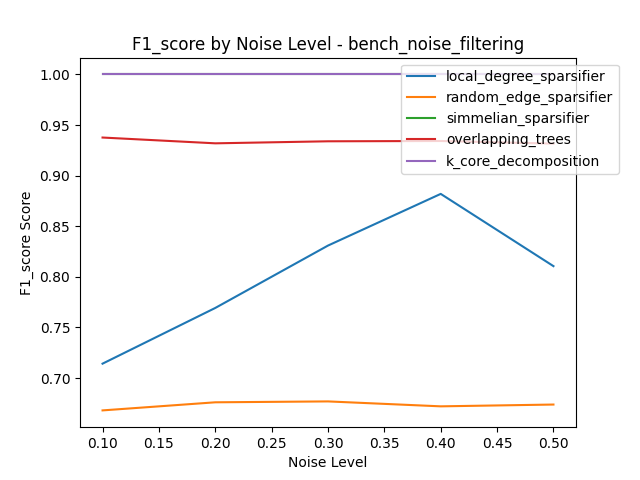 F1_score by Noise Level - bench_noise_filtering
local_degree_sparsifier
random_edge_sparsifier
simmelian_sparsifier
overlapping_trees
k_core_decomposition
F1_score Score
1.00
0.95
0.90
0.85
0.80
0.75
0.70
0.10 0.15 0.20 0.25 0.30 0.35 0.40 0.45 0.50
Noise Level